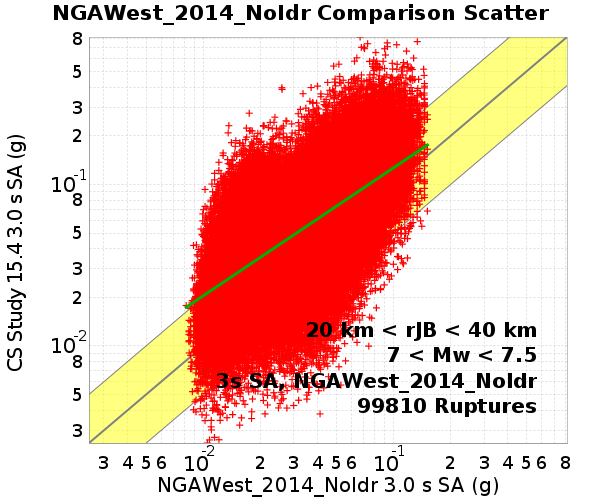 NGAWest_2014_NoIdr Comparison Scatter
8
5
3
2
10-1
8
5
3
2
10-2
8
5
3
CS Study 15.4 3.0 s SA (g)
20 km < rJB < 40 km
7 < Mw < 7.5
3s SA, NGAWest_2014_NoIdr
99810 Ruptures
3 4 5 6 8 10-2 2 3 4 5 6 8 10-1 2 3 4 5 6 8
NGAWest_2014_NoIdr 3.0 s SA (g)